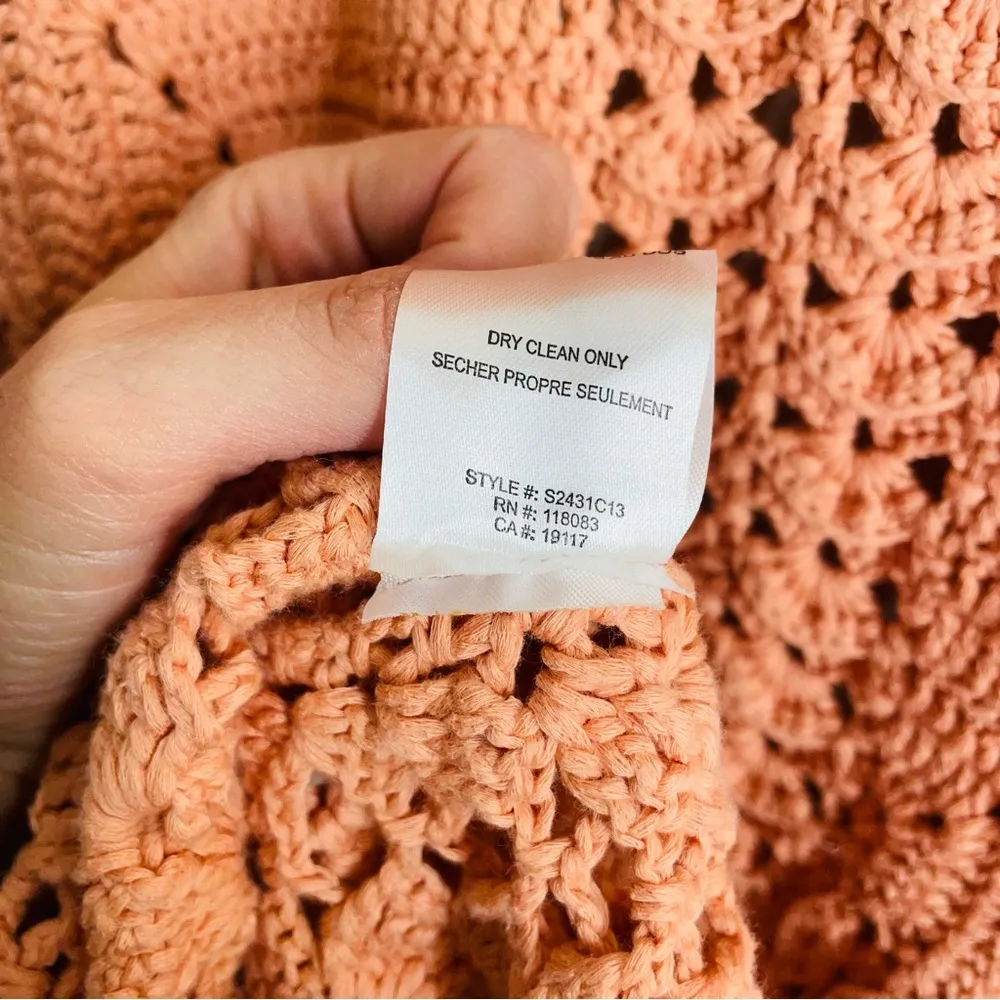 DRY CLEAN ONLY
SECHER PROPRE SEULEMENT
STYLE #: S2431C13
RN #: 118083
CA #: 19117